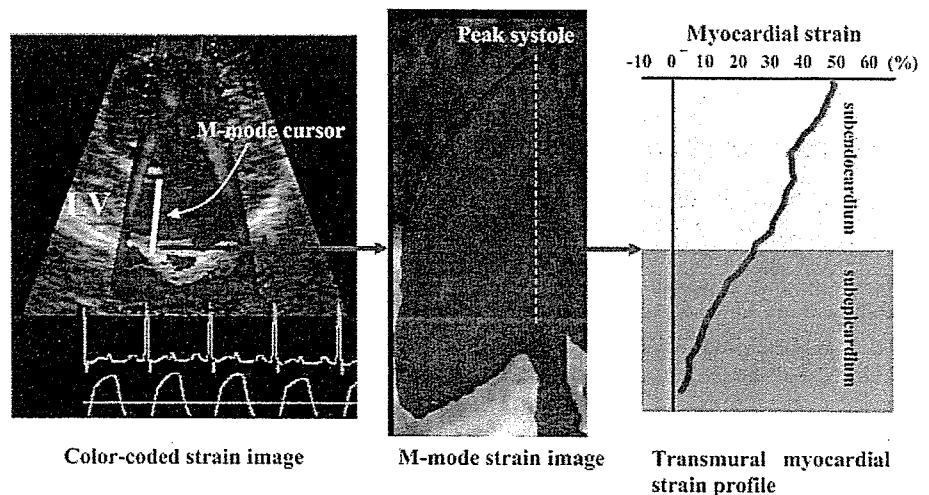 Peak systole
M-mode cursor
LV
Myocardial strain
-10 0 10 20 30 40 50 60 (%)
subendocardium
subepicardium
Color-coded strain image
M-mode strain image
Transmural myocardial
strain profile